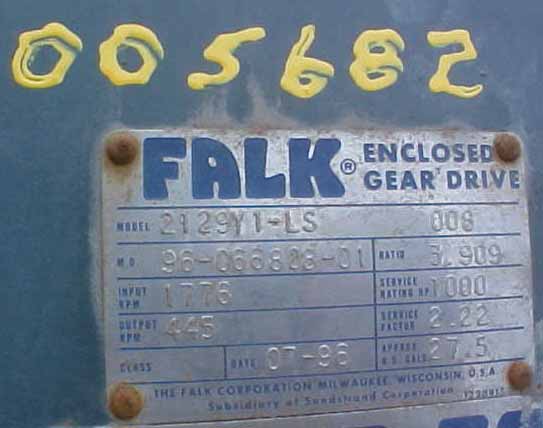 005682
FALK® ENCLOSED GEAR DRIVE
MODEL 2129Y1-LS 006
M.O. 96-066808-01 RATIO 3.909
INPUT RPM 1776 SERVICE RATING HP 1000
OUTPUT RPM 445 SERVICE FACTOR 2.22
CLASS DATE 07-96 APPROX U.S. GALS 27.5
THE FALK CORPORATION MILWAUKEE, WISCONSIN, U.S.A
Subsidiary of Sundstrand Corporation